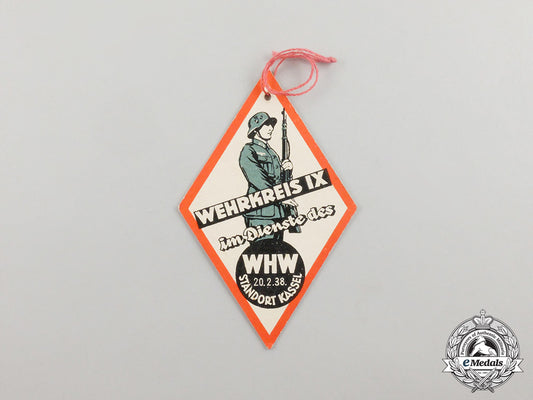 WEHRKREIS IX
im Dienste des
WHW
20.2.38.
STANDORT KASSEL
eMedals